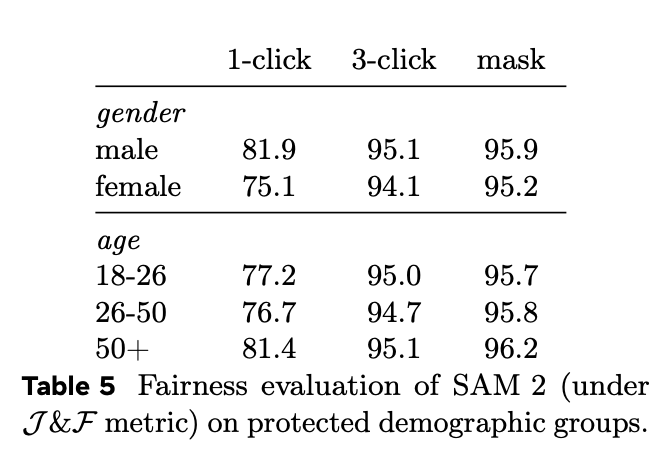 1-click 3-click mask
gender
male 81.9 95.1 95.9
female 75.1 94.1 95.2
age
18-26 77.2 95.0 95.7
26-50 76.7 94.7 95.8
50+ 81.4 95.1 96.2
Table 5 Fairness evaluation of SAM 2 (under
𝒥&ℱ metric) on protected demographic groups.